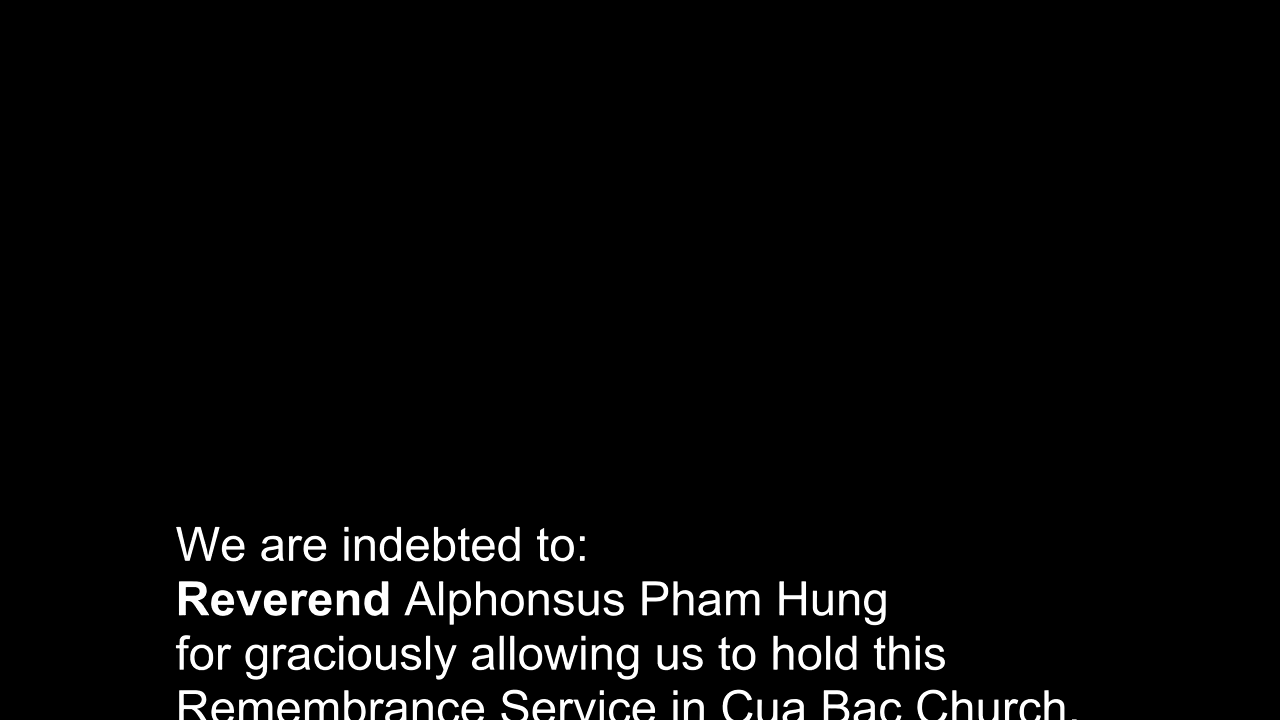 We are indebted to:
Reverend Alphonsus Pham Hung
for graciously allowing us to hold this
Remembrance Service in Cua Bac Church.